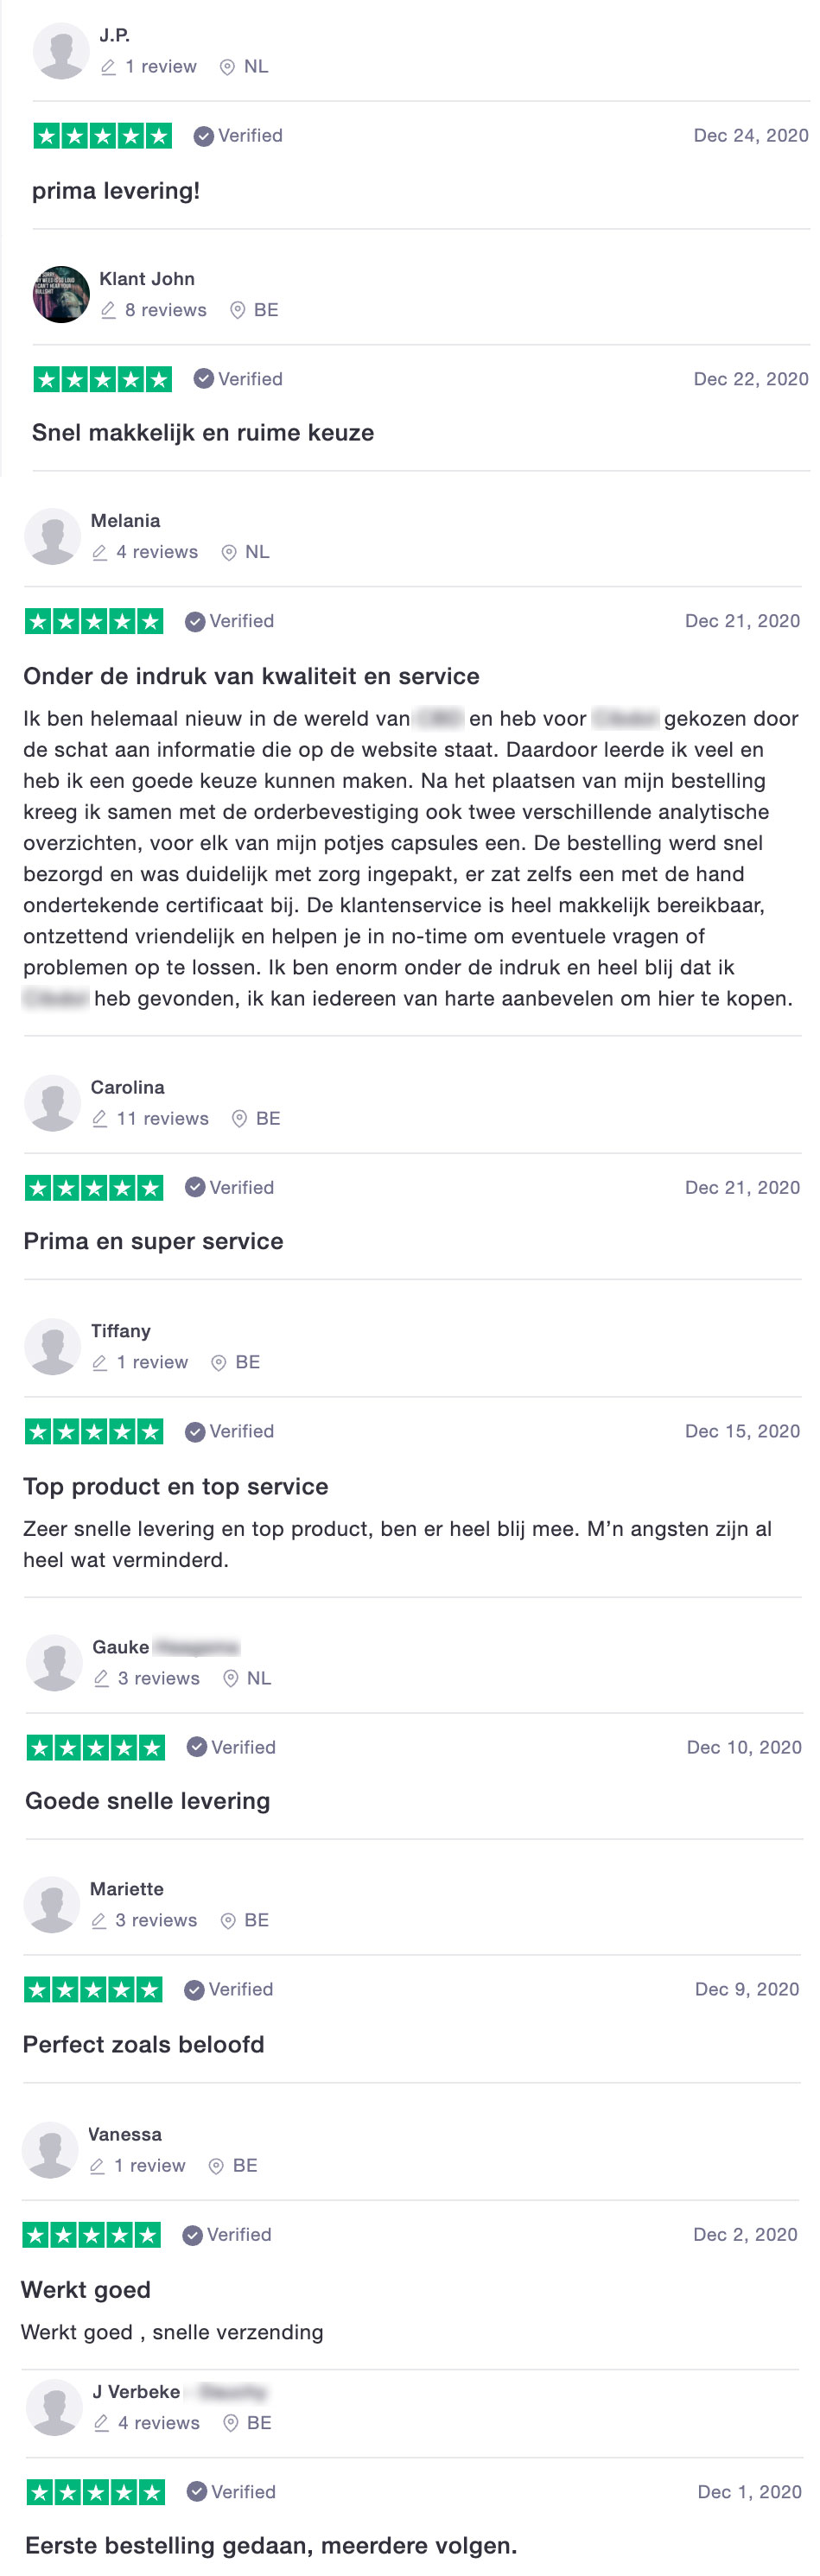 J.P.
1 review NL
Verified Dec 24, 2020
prima levering!
Klant John
8 reviews BE
Verified Dec 22, 2020
Snel makkelijk en ruime keuze
Melania
4 reviews NL
Verified Dec 21, 2020
Onder de indruk van kwaliteit en service
Ik ben helemaal nieuw in de wereld van en heb voor gekozen door
de schat aan informatie die op de website staat. Daardoor leerde ik veel en
heb ik een goede keuze kunnen maken. Na het plaatsen van mijn bestelling
kreeg ik samen met de orderbevestiging ook twee verschillende analytische
overzichten, voor elk van mijn potjes capsules een. De bestelling werd snel
bezorgd en was duidelijk met zorg ingepakt, er zat zelfs een met de hand
ondertekende certificaat bij. De klantenservice is heel makkelijk bereikbaar,
ontzettend vriendelijk en helpen je in no-time om eventuele vragen of
problemen op te lossen. Ik ben enorm onder de indruk en heel blij dat ik
heb gevonden, ik kan iedereen van harte aanbevelen om hier te kopen.
Carolina
11 reviews BE
Verified Dec 21, 2020
Prima en super service
Tiffany
1 review BE
Verified Dec 15, 2020
Top product en top service
Zeer snelle levering en top product, ben er heel blij mee. M’n angsten zijn al
heel wat verminderd.
Gauke
3 reviews NL
Verified Dec 10, 2020
Goede snelle levering
Mariette
3 reviews BE
Verified Dec 9, 2020
Perfect zoals beloofd
Vanessa
1 review BE
Verified Dec 2, 2020
Werkt goed
Werkt goed , snelle verzending
J Verbeke
4 reviews BE
Verified Dec 1, 2020
Eerste bestelling gedaan, meerdere volgen.